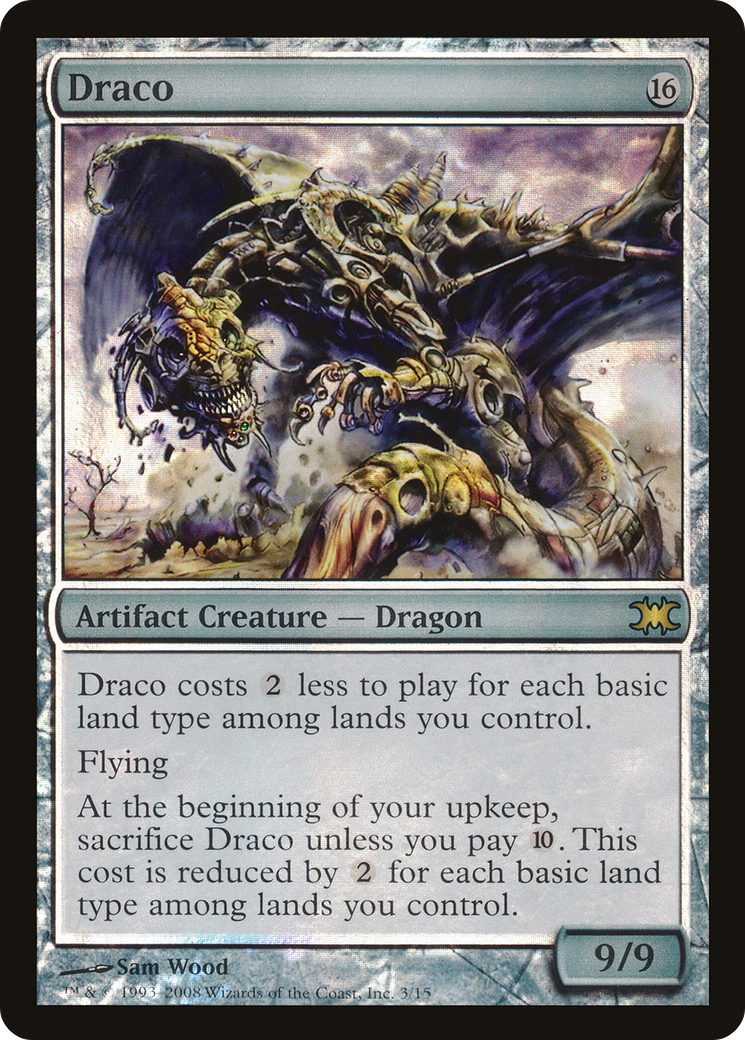 Draco 16
Artifact Creature — Dragon
Draco costs 2 less to play for each basic
land type among lands you control.
Flying
At the beginning of your upkeep,
sacrifice Draco unless you pay 10. This
cost is reduced by 2 for each basic land
type among lands you control.
9/9
Sam Wood
™ & © 1993–2008 Wizards of the Coast, Inc. 3/15